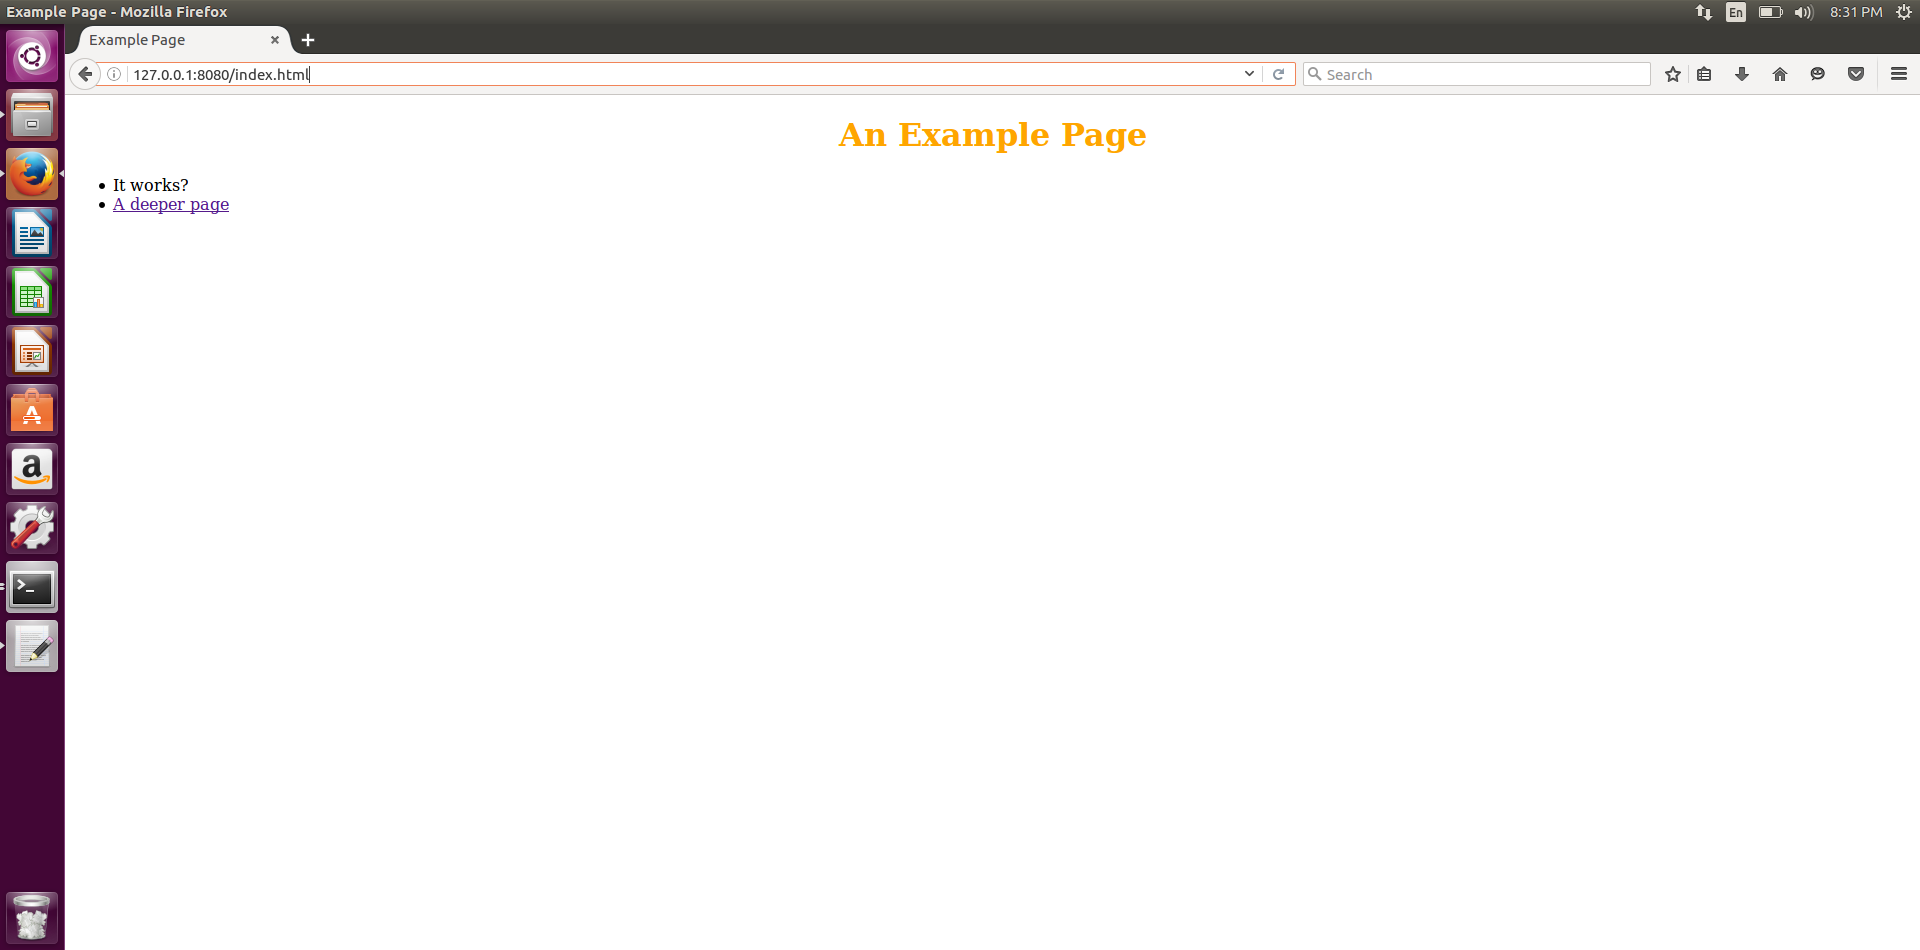 Example Page - Mozilla Firefox
En
8:31 PM
Example Page
127.0.0.1:8080/index.html
Search
An Example Page
It works?
A deeper page